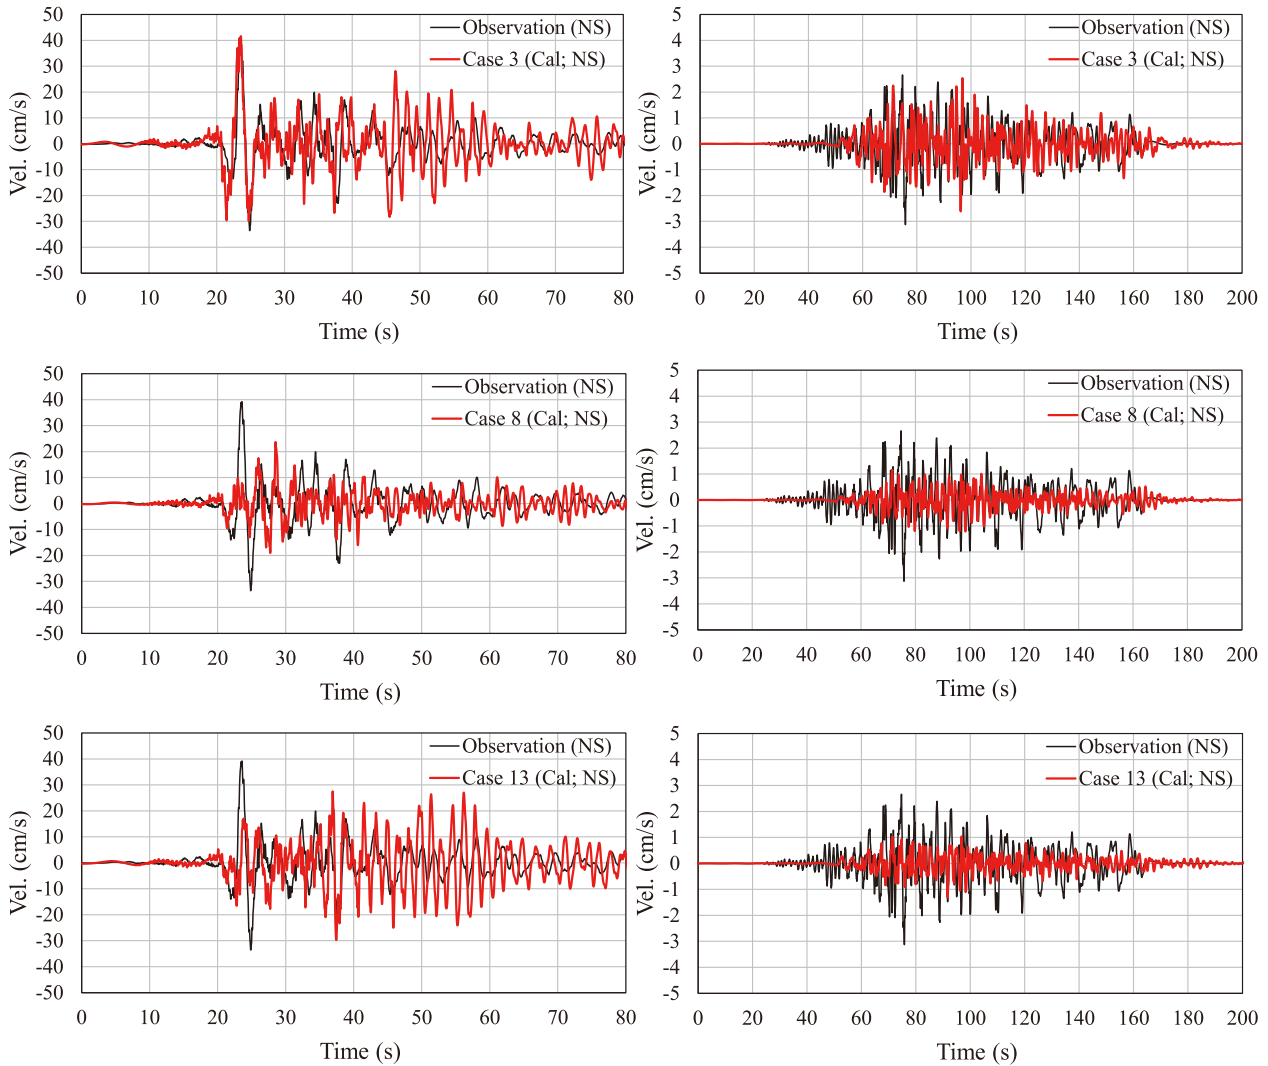 50
40
30
20
10
0
-10
-20
-30
-40
-50
Vel. (cm/s)
Observation (NS)
Case 3 (Cal; NS)
0 10 20 30 40 50 60 70 80
Time (s)
5
4
3
2
1
0
-1
-2
-3
-4
5
Vel. (cm/s)
Observation (NS)
Case 3 (Cal; NS)
0 20 40 60 80 100 120 140 160 180 200
Time (s)
50
40
30
20
10
0
-10
-20
-30
-40
-50
Vel. (cm/s)
Observation (NS)
Case 8 (Cal; NS)
0 10 20 30 40 50 60 70 80
Time (s)
5
4
3
2
1
0
-1
-2
-3
-4
-5
Vel. (cm/s)
Observation (NS)
Case 8 (Cal; NS)
0 20 40 60 80 100 120 140 160 180 200
Time (s)
50
40
30
20
10
0
-10
-20
-30
-40
-50
Vel. (cm/s)
Observation (NS)
Case 13 (Cal; NS)
0 10 20 30 40 50 60 70 80
Time (s)
5
4
3
2
1
0
-1
-2
-3
-4
-5
Vel. (cm/s)
Observation (NS)
Case 13 (Cal; NS)
0 20 40 60 80 100 120 140 160 180 200
Time (s)